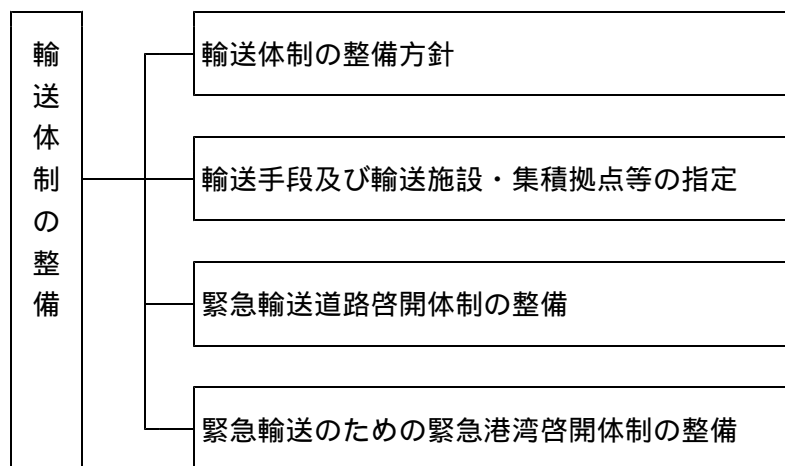 輸送体制の整備
輸送体制の整備方針
輸送手段及び輸送施設・集積拠点等の指定
緊急輸送道路啓開体制の整備
緊急輸送のための緊急港湾啓開体制の整備